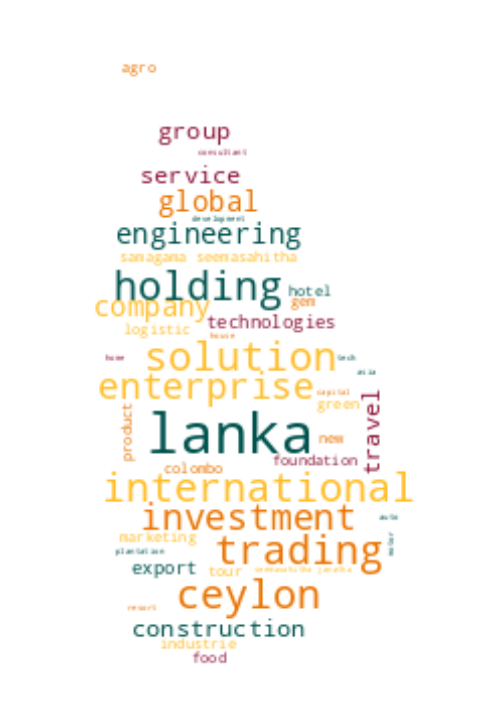 agro
group
consultant
service
global
development
engineering
samagama seemasahitha
holding
hotel
company
gem
technologies
logistic
house
solution
home
tech
asia
enterprise
capital
green
travel
product
lanka
new
foundation
colombo
international
investment
auto
marketing
trading
motor
plantation
export
tour
seemasahitha janatha
ceylon
resort
construction
industrie
food